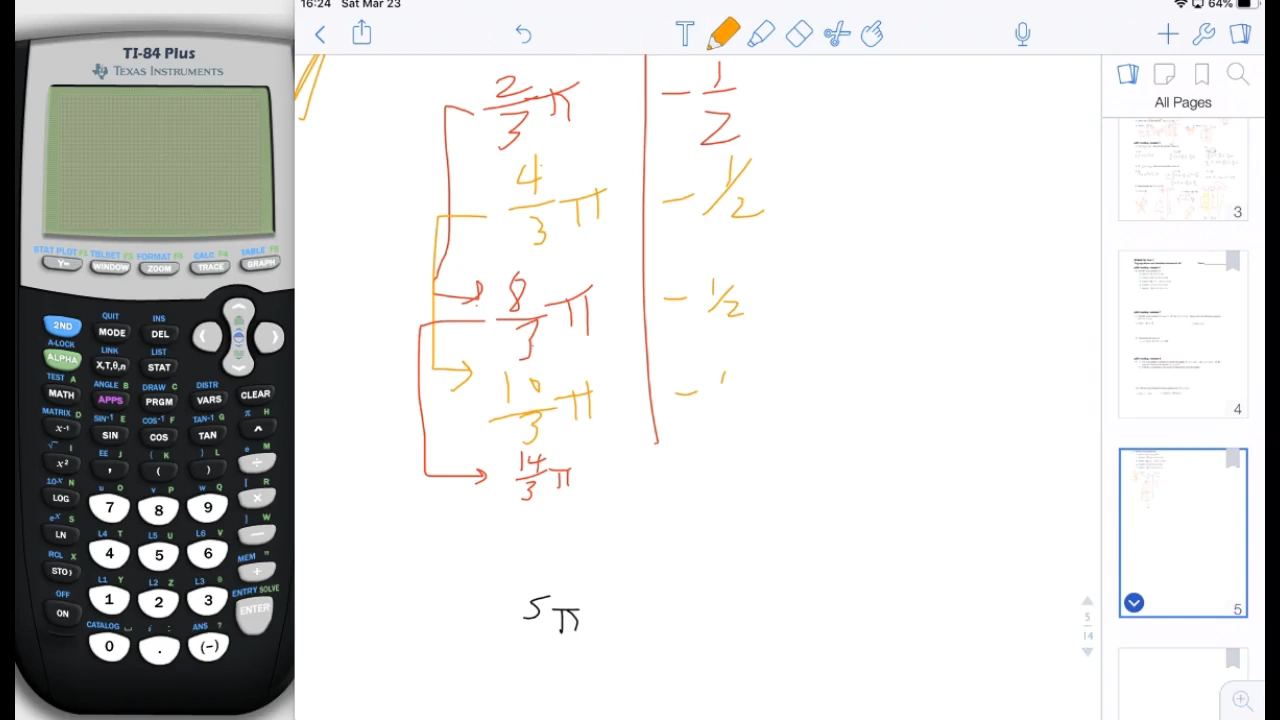 16:24 Sat Mar 23 64%
TI-84 Plus
TEXAS INSTRUMENTS
T
All Pages
2/3 π | - 1/2
4/3 π | - 1/2
8/3 π | - 1/2
10/3 π | - 1
14/3 π
5π
3
4
5
5
14
STAT PLOT F1 TBLSET F2 FORMAT F3 CALC F4 TABLE F5
Y= WINDOW ZOOM TRACE GRAPH
QUIT INS
2ND MODE DEL
A-LOCK LINK LIST
ALPHA X,T,θ,n STAT
TEST A ANGLE B DRAW C DISTR
MATH APPS PRGM VARS CLEAR
MATRIX D SIN-1 E COS-1 F TAN-1 G π H
x-1 SIN COS TAN ^
√ I EE J { K } L e M
x2 , ( ) ÷
10x N u O v P w Q [ R
LOG 7 8 9 ×
ex S L4 T L5 U L6 V ] W
LN 4 5 6 −
RCL X L1 Y L2 Z L3 θ MEM "
STO 1 2 3 +
OFF CATALOG ⎵ i : ANS ? ENTRY SOLVE
ON 0 . (-) ENTER